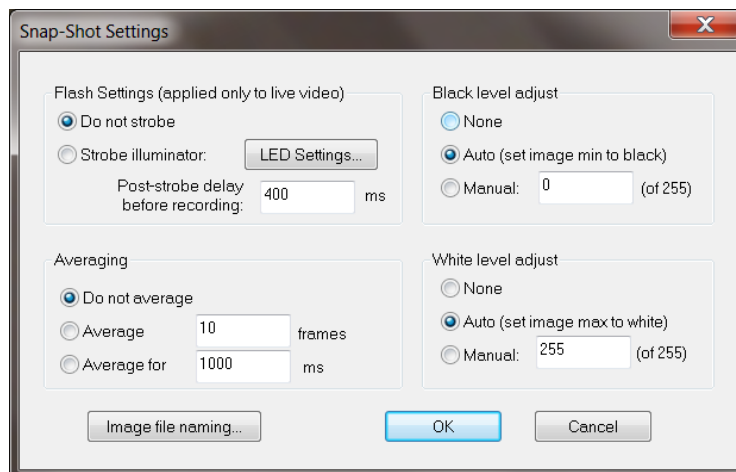 Snap-Shot Settings
Flash Settings (applied only to live video)
Do not strobe
Strobe illuminator:
LED Settings...
Post-strobe delay
before recording:
400
ms
Black level adjust
None
Auto (set image min to black)
Manual:
0
(of 255)
Averaging
Do not average
Average
10
frames
Average for
1000
ms
White level adjust
None
Auto (set image max to white)
Manual:
255
(of 255)
Image file naming...
OK
Cancel